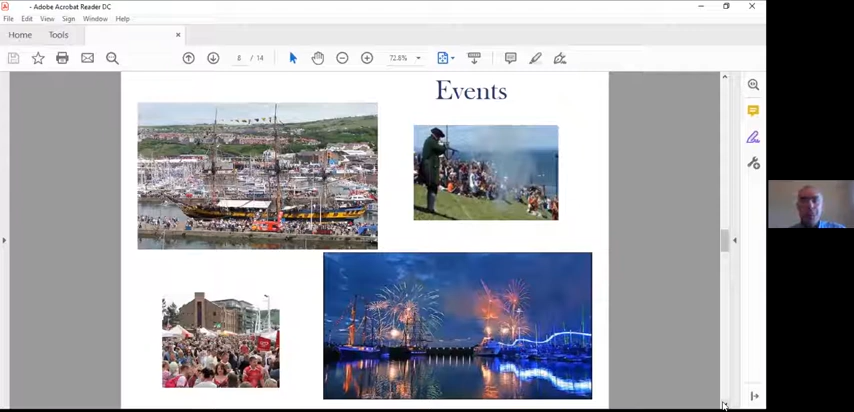 - Adobe Acrobat Reader DC
File Edit View Sign Window Help
Home Tools
8 / 14 72.8%
Events